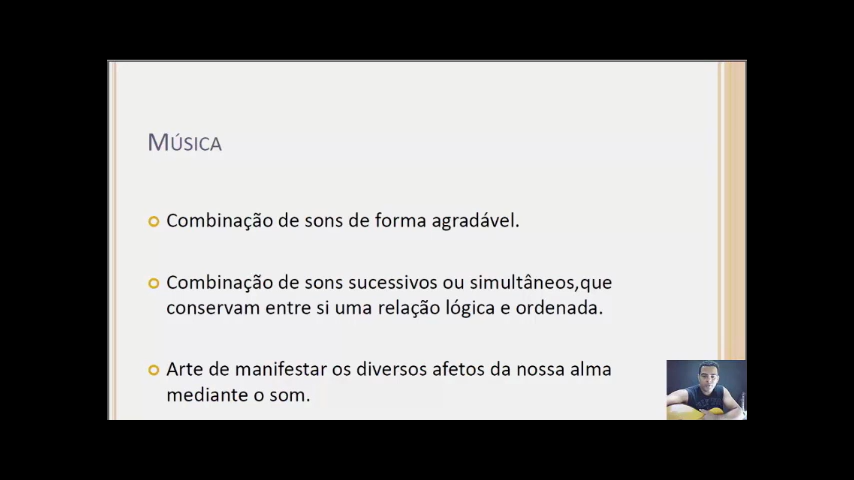 MÚSICA
Combinação de sons de forma agradável.
Combinação de sons sucessivos ou simultâneos,que
conservam entre si uma relação lógica e ordenada.
Arte de manifestar os diversos afetos da nossa alma
mediante o som.